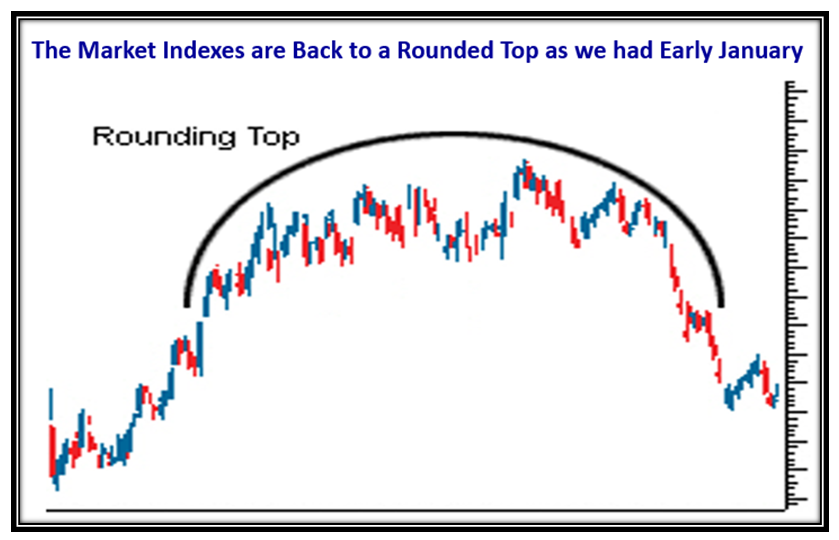 The Market Indexes are Back to a Rounded Top as we had Early January
Rounding Top